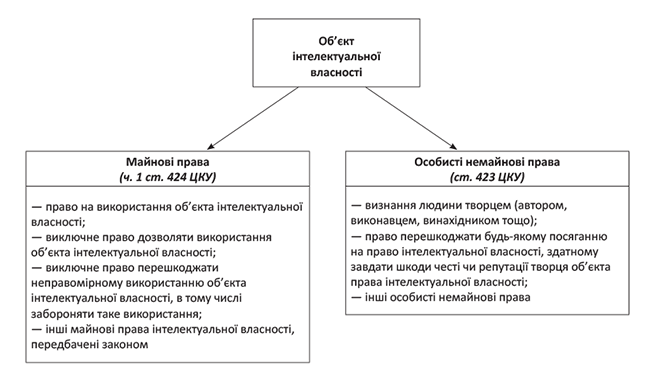 Об’єкт
інтелектуальної
власності
Майнові права
(ч. 1 ст. 424 ЦКУ)
— право на використання об’єкта інтелектуальної
власності;
— виключне право дозволяти використання
об’єкта інтелектуальної власності;
— виключне право перешкоджати
неправомірному використанню об’єкта
інтелектуальної власності, в тому числі
забороняти таке використання;
— інші майнові права інтелектуальної власності,
передбачені законом
Особисті немайнові права
(ст. 423 ЦКУ)
— визнання людини творцем (автором,
виконавцем, винахідником тощо);
— право перешкоджати будь-якому посяганню
на право інтелектуальної власності, здатному
завдати шкоди честі чи репутації творця об’єкта
права інтелектуальної власності;
— інші особисті немайнові права